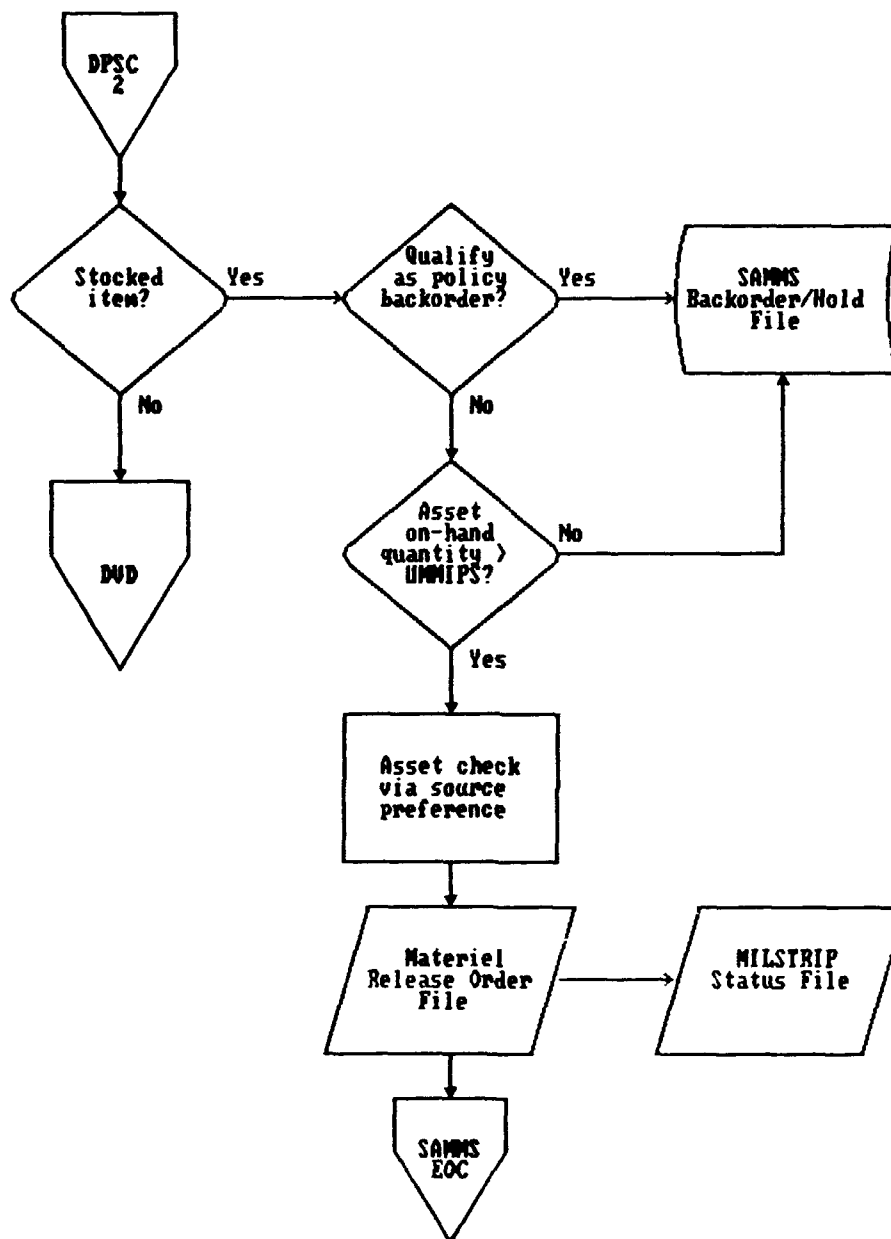 DPSC
2
Stocked
item?
Yes
No
DVD
Qualify
as policy
backorder?
Yes
No
SAMMS
Backorder/Hold
File
Asset
on-hand
quantity >
UMMIPS?
No
Yes
Asset check
via source
preference
Materiel
Release Order
File
MILSTRIP
Status File
SAMMS
EOC